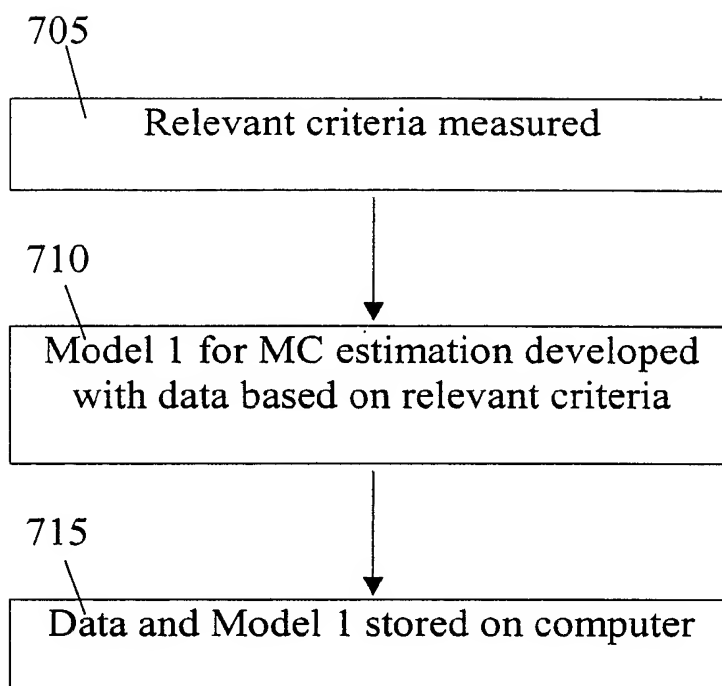 705
Relevant criteria measured
710
Model 1 for MC estimation developed
with data based on relevant criteria
715
Data and Model 1 stored on computer